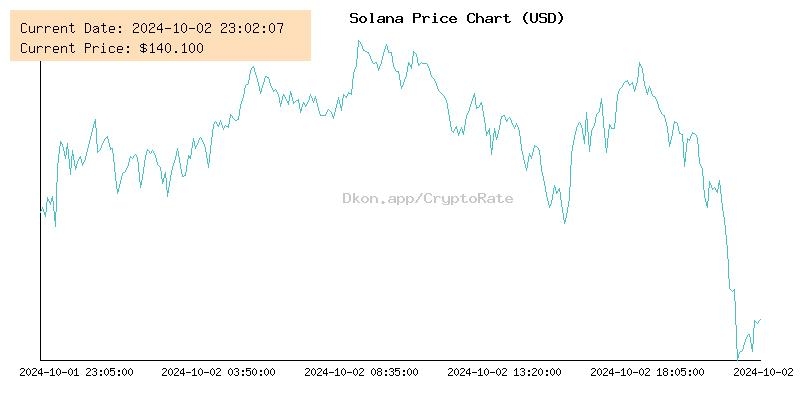 Solana Price Chart (USD)
Current Date: 2024-10-02 23:02:07
Current Price: $140.100
Dkon.app/CryptoRate
2024-10-01 23:05:00
2024-10-02 03:50:00
2024-10-02 08:35:00
2024-10-02 13:20:00
2024-10-02 18:05:00
2024-10-02